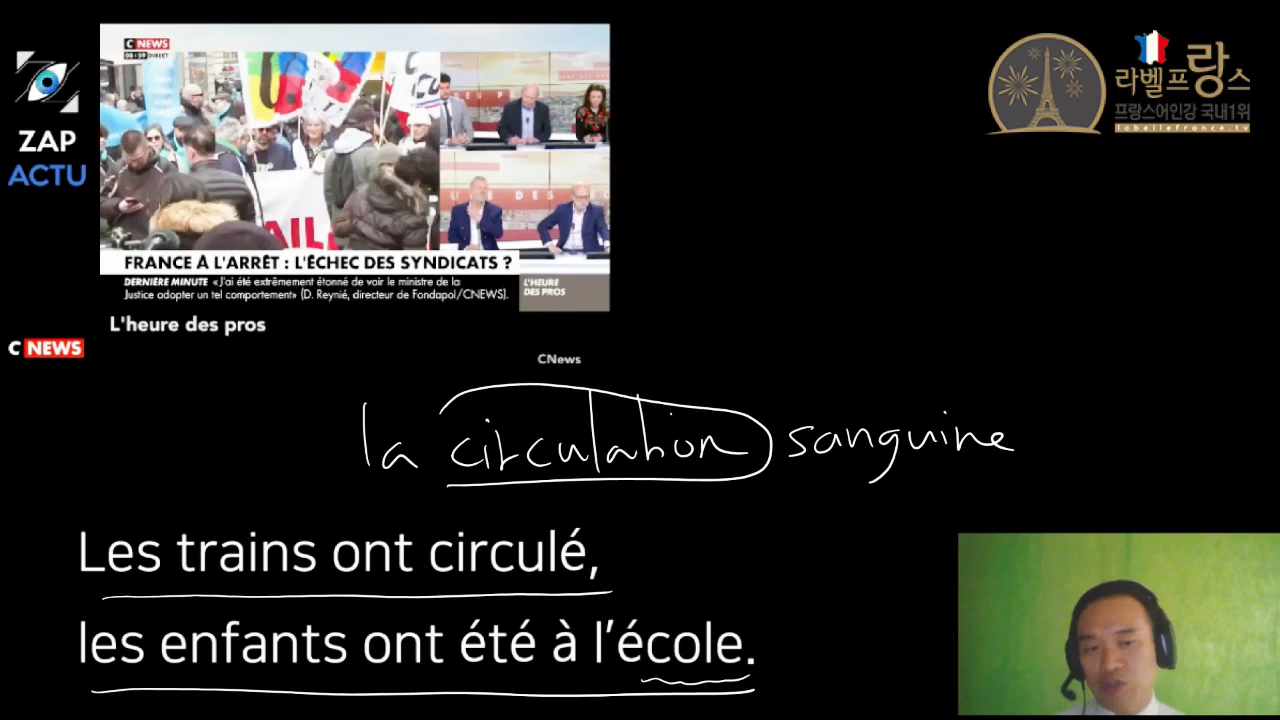 C NEWS
08:59 DIRECT
ZAP
ACTU
AIL
FRANCE À L'ARRÊT : L'ÉCHEC DES SYNDICATS ?
DERNIÈRE MINUTE «J'ai été extrêmement étonné de voir le ministre de la
Justice adopter un tel comportement» (D. Reynié, directeur de Fondapol/CNEWS).
L'HEURE
DES PROS
L'heure des pros
C NEWS
CNews
라벨프랑스
프랑스어인강 국내1위
labellefrance.tv
la circulation sanguine
Les trains ont circulé,
les enfants ont été à l'école.